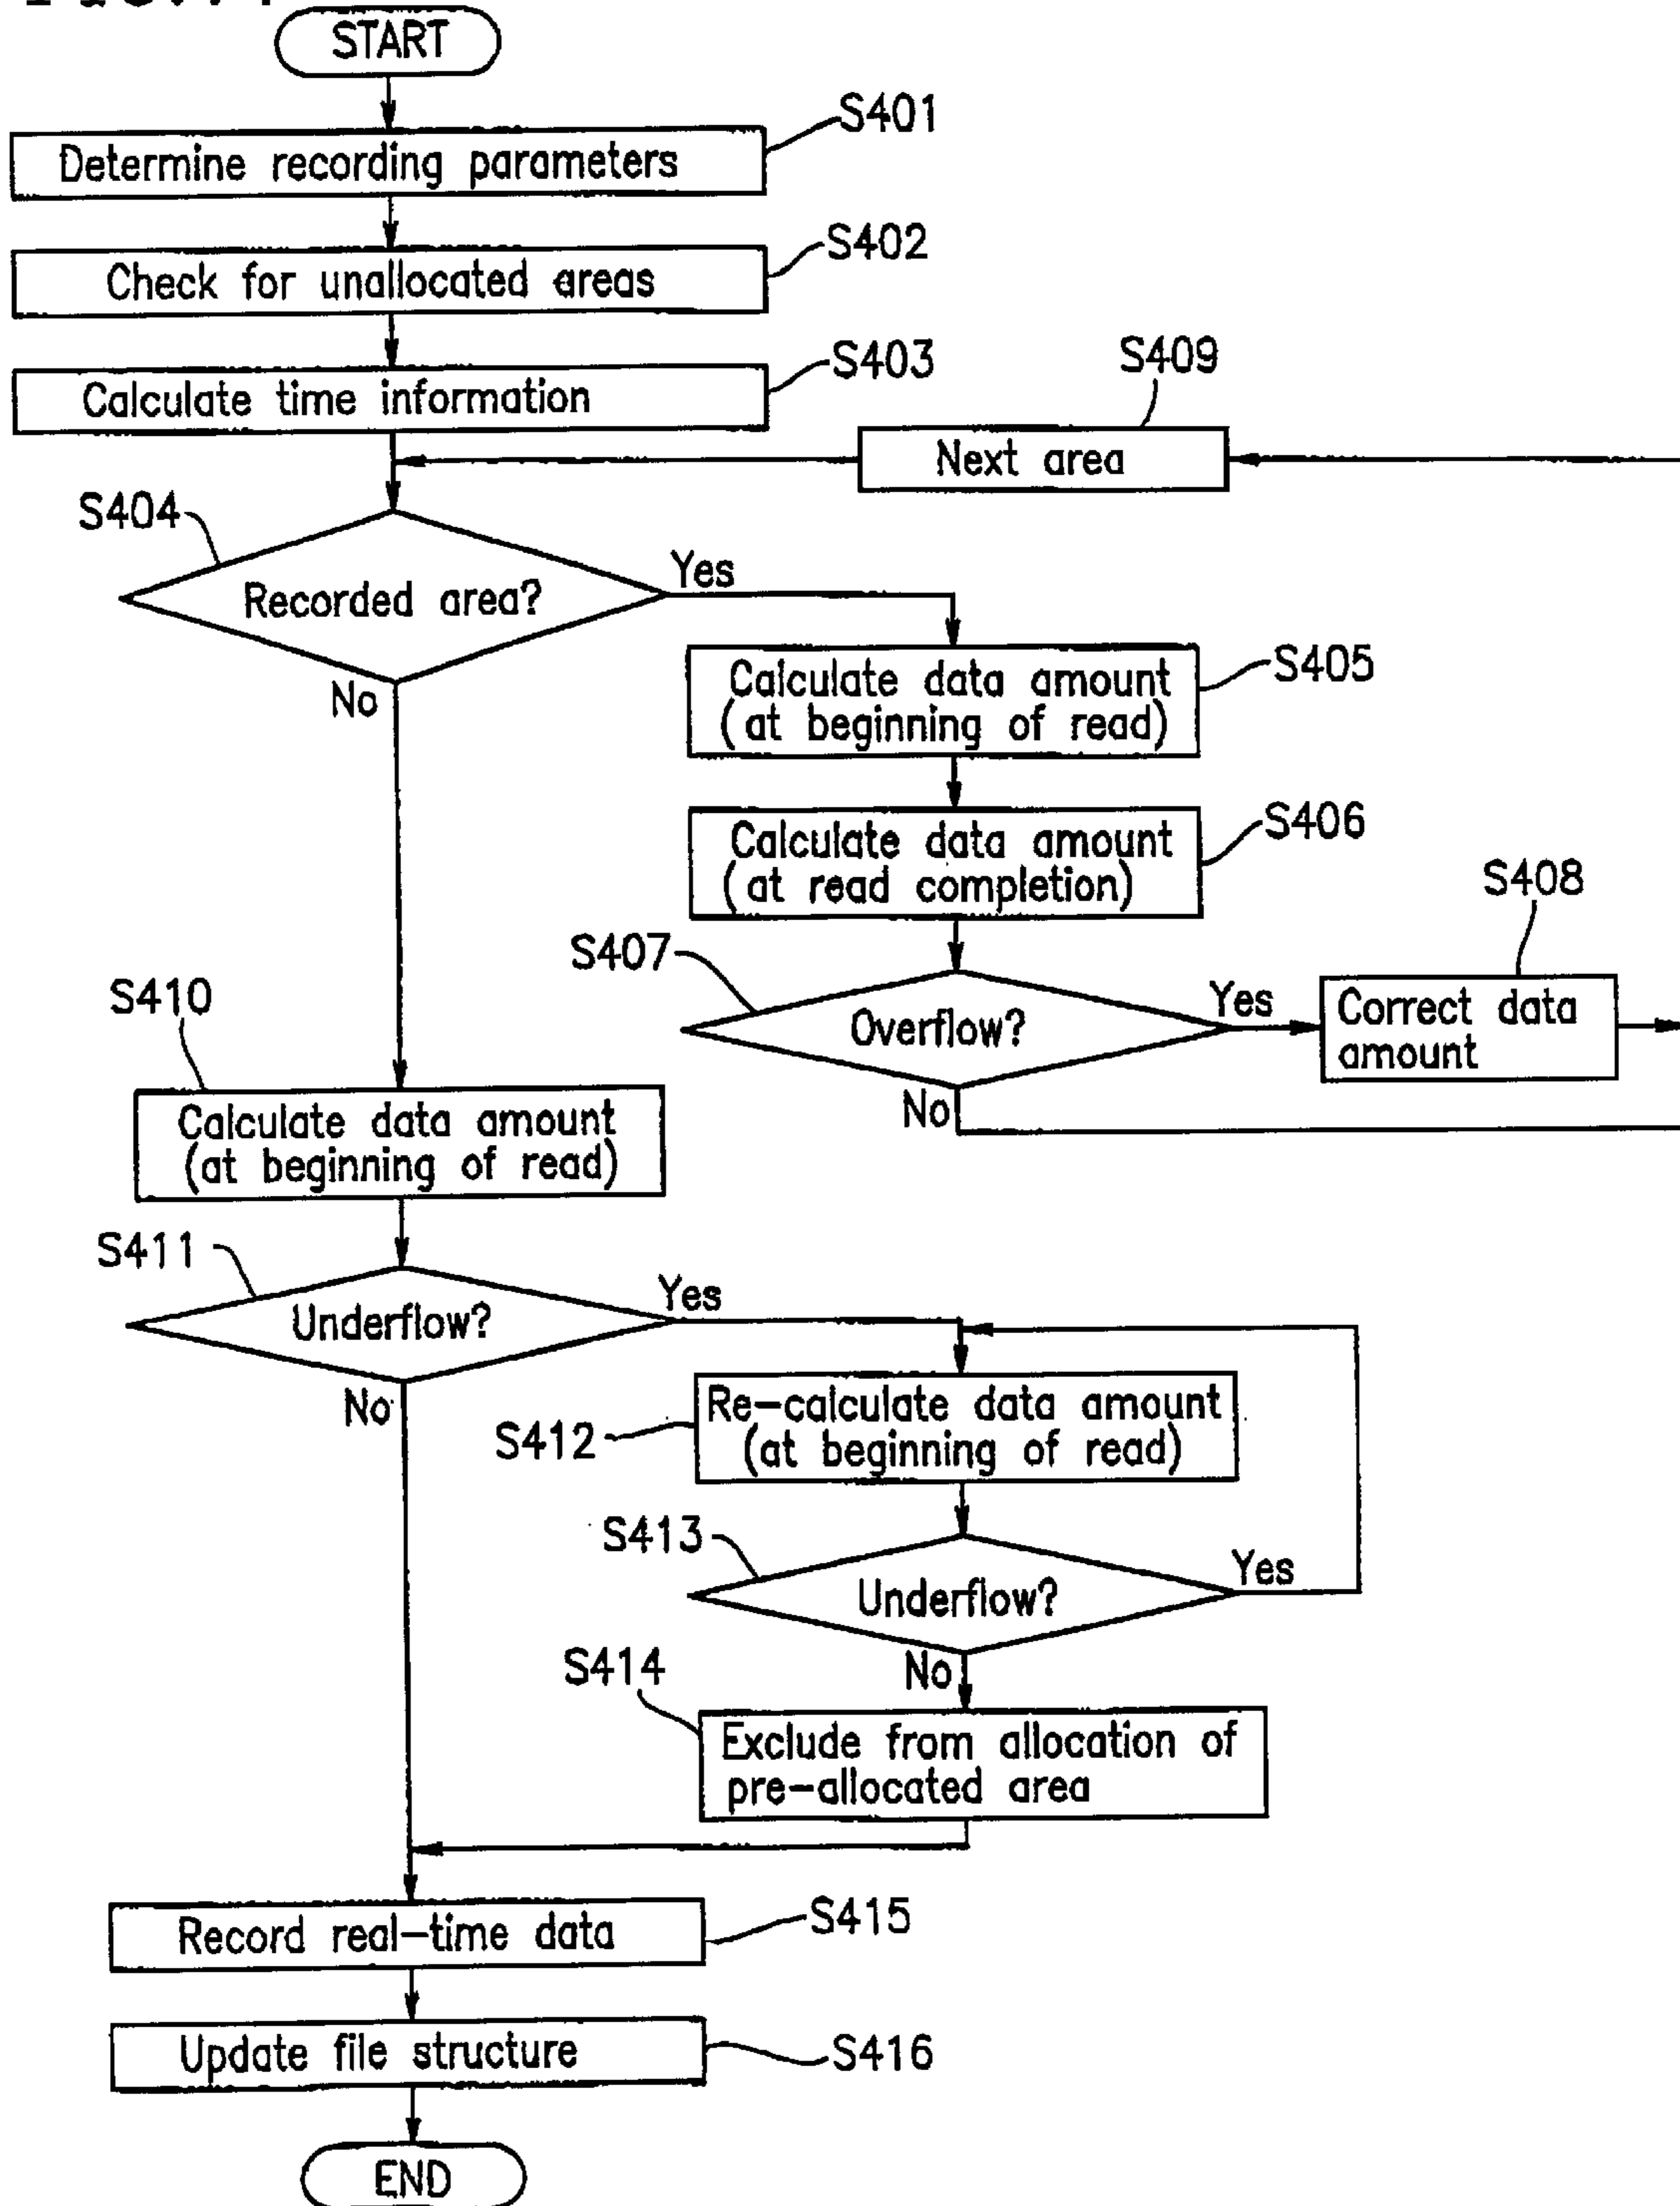 START
S401
Determine recording parameters
S402
Check for unallocated areas
S403
Calculate time information
S409
Next area
S404
Recorded area?
Yes
No
S405
Calculate data amount
(at beginning of read)
S406
Calculate data amount
(at read completion)
S408
S407
Overflow?
Yes
Correct data
amount
No
S410
Calculate data amount
(at beginning of read)
S411
Underflow?
Yes
No
S412
Re-calculate data amount
(at beginning of read)
S413
Underflow?
Yes
No
S414
Exclude from allocation of
pre-allocated area
S415
Record real-time data
S416
Update file structure
END